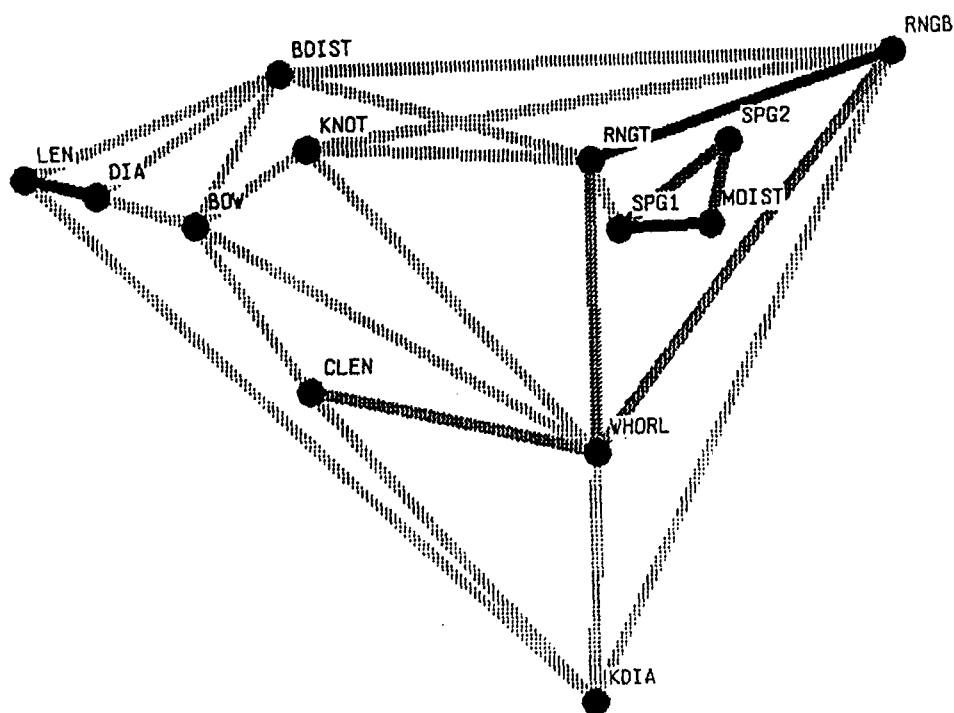 RNGB
BDIST
SPG2
KNOT
RNGT
LEN
DIA
BOW
SPG1
MOIST
CLEN
WHORL
KDIA